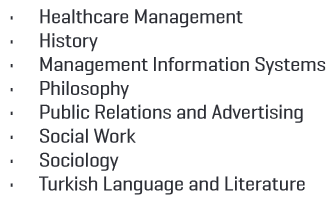 · Healthcare Management
· History
· Management Information Systems
· Philosophy
· Public Relations and Advertising
· Social Work
· Sociology
· Turkish Language and Literature